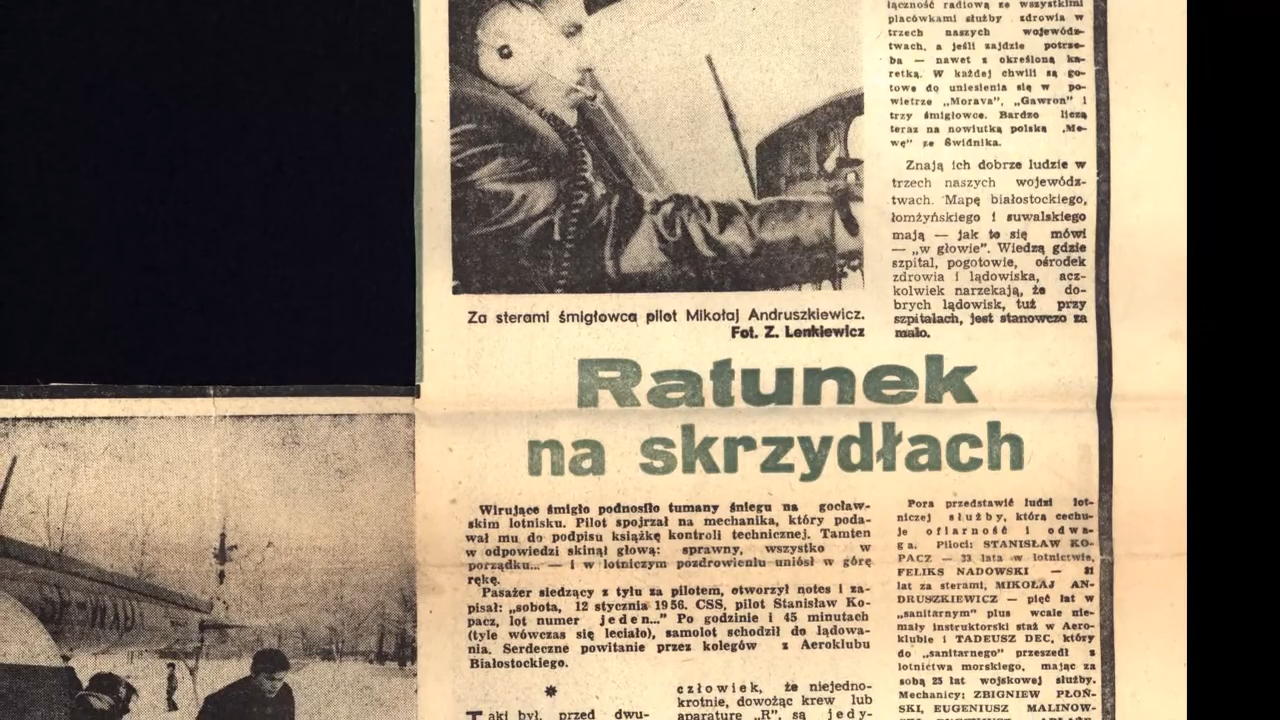 łączność radiową ze wszystkimi
placówkami służby zdrowia w
trzech naszych wojewódz-
twach, a jeśli zajdzie potrze-
ba — nawet z określoną ka-
retką. W każdej chwili są go-
towe do uniesienia się w po-
wietrze „Morava", „Gawron" i
trzy śmigłowce. Bardzo liczą
teraz na nowiutką polską „Me-
wę" ze Świdnika.
Znają ich dobrze ludzie w
trzech naszych wojewódz-
twach. Mapę białostockiego,
łomżyńskiego i suwalskiego
mają — jak to się mówi
— „w głowie". Wiedzą gdzie
szpital, pogotowie, ośrodek
zdrowia i lądowiska, acz-
kolwiek narzekają, że do-
brych lądowisk, tuż przy
szpitalach, jest stanowczo za
mało.
Za sterami śmigłowca pilot Mikołaj Andruszkiewicz.
Fot. Z. Lenkiewicz
Ratunek
na skrzydłach
Wirujące śmigło podnosiło tumany śniegu na gocław-
skim lotnisku. Pilot spojrzał na mechanika, który poda-
wał mu do podpisu książkę kontroli technicznej. Tamten
w odpowiedzi skinął głową: sprawny, wszystko w
porządku... — i w lotniczym pozdrowieniu uniósł w górę
rękę.
Pasażer siedzący z tyłu za pilotem, otworzył notes i za-
pisał: „sobota, 12 stycznia 1956. CSS, pilot Stanisław Ko-
pacz, lot numer jeden..." Po godzinie i 45 minutach
(tyle wówczas się leciało), samolot schodził do lądowa-
nia. Serdeczne powitanie przez kolegów z Aeroklubu
Białostockiego.
Taki był, przed dwu-
człowiek, że niejedno-
krotnie, dowożąc krew lub
aparaturę „R", są jedy-
Pora przedstawić ludzi lot-
niczej służby, którą cechu-
je ofiarność i odwa-
ga. Piloci: STANISŁAW KO-
PACZ — 33 lata w lotnictwie,
FELIKS NADOWSKI — 31
lat za sterami, MIKOŁAJ AN-
DRUSZKIEWICZ — pięć lat w
„sanitarnym" plus wcale nie-
mały instruktorski staż w Aero-
klubie i TADEUSZ DEC, który
do „sanitarnego" przeszedł z
lotnictwa morskiego, mając za
sobą 25 lat wojskowej służby.
Mechanicy: ZBIGNIEW PŁOŃ-
SKI, EUGENIUSZ MALINOW-